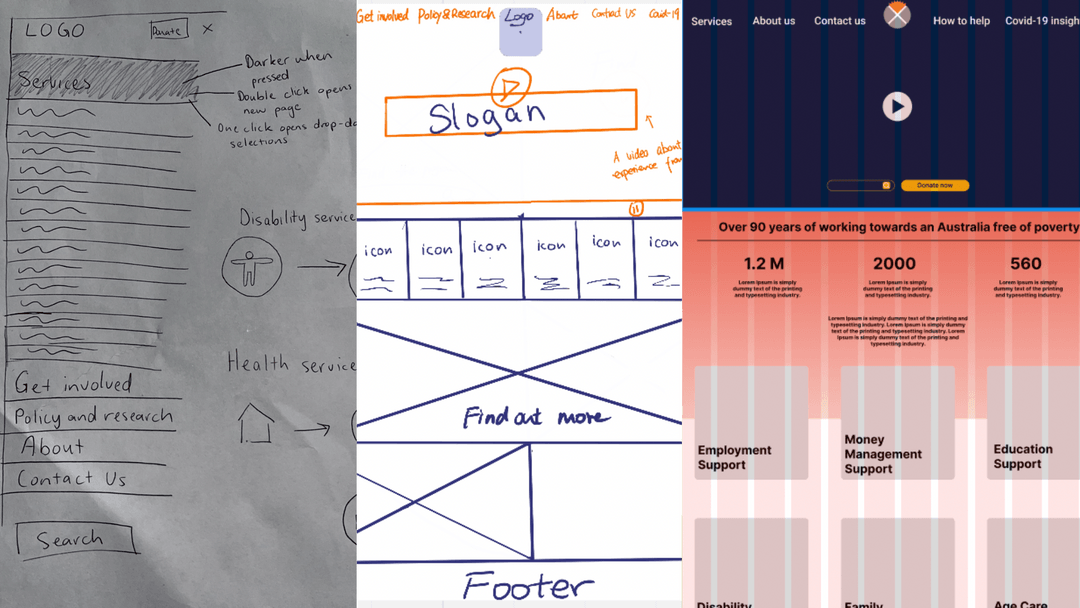 LOGO
Donate
×
Services
Darker when
pressed
Double click opens
new page
One click opens drop-do
selections
Disability service
Health service
Get involved
Policy and research
About
Contact Us
Search
Get involved Policy & Research Logo About Contact US Covid-19
Slogan
A video about
experience from
icon icon icon icon icon icon
Find out more
Footer
Services About us Contact us How to help Covid-19 insigh
Donate now
Over 90 years of working towards an Australia free of poverty
1.2 M
Lorem Ipsum is simply
dummy text of the printing
and typesetting industry.
2000
Lorem Ipsum is simply
dummy text of the printing
and typesetting industry.
560
Lorem Ipsum is simply
dummy text of the printing
and typesetting industry.
Lorem Ipsum is simply dummy text of the printing and
typesetting industry. Lorem Ipsum is simply dummy
text of the printing and typesetting industry. Lorem
Ipsum is simply dummy text of the printing and
typesetting industry.
Employment
Support
Money
Management
Support
Education
Support
Disability
Family
Age Care